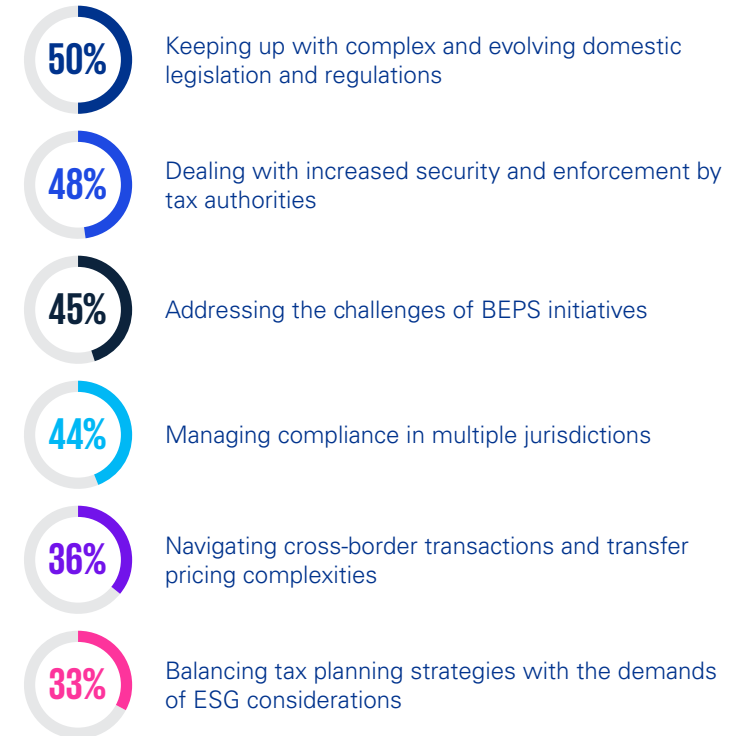 50%
Keeping up with complex and evolving domestic
legislation and regulations
48%
Dealing with increased security and enforcement by
tax authorities
45%
Addressing the challenges of BEPS initiatives
44%
Managing compliance in multiple jurisdictions
36%
Navigating cross-border transactions and transfer
pricing complexities
33%
Balancing tax planning strategies with the demands
of ESG considerations